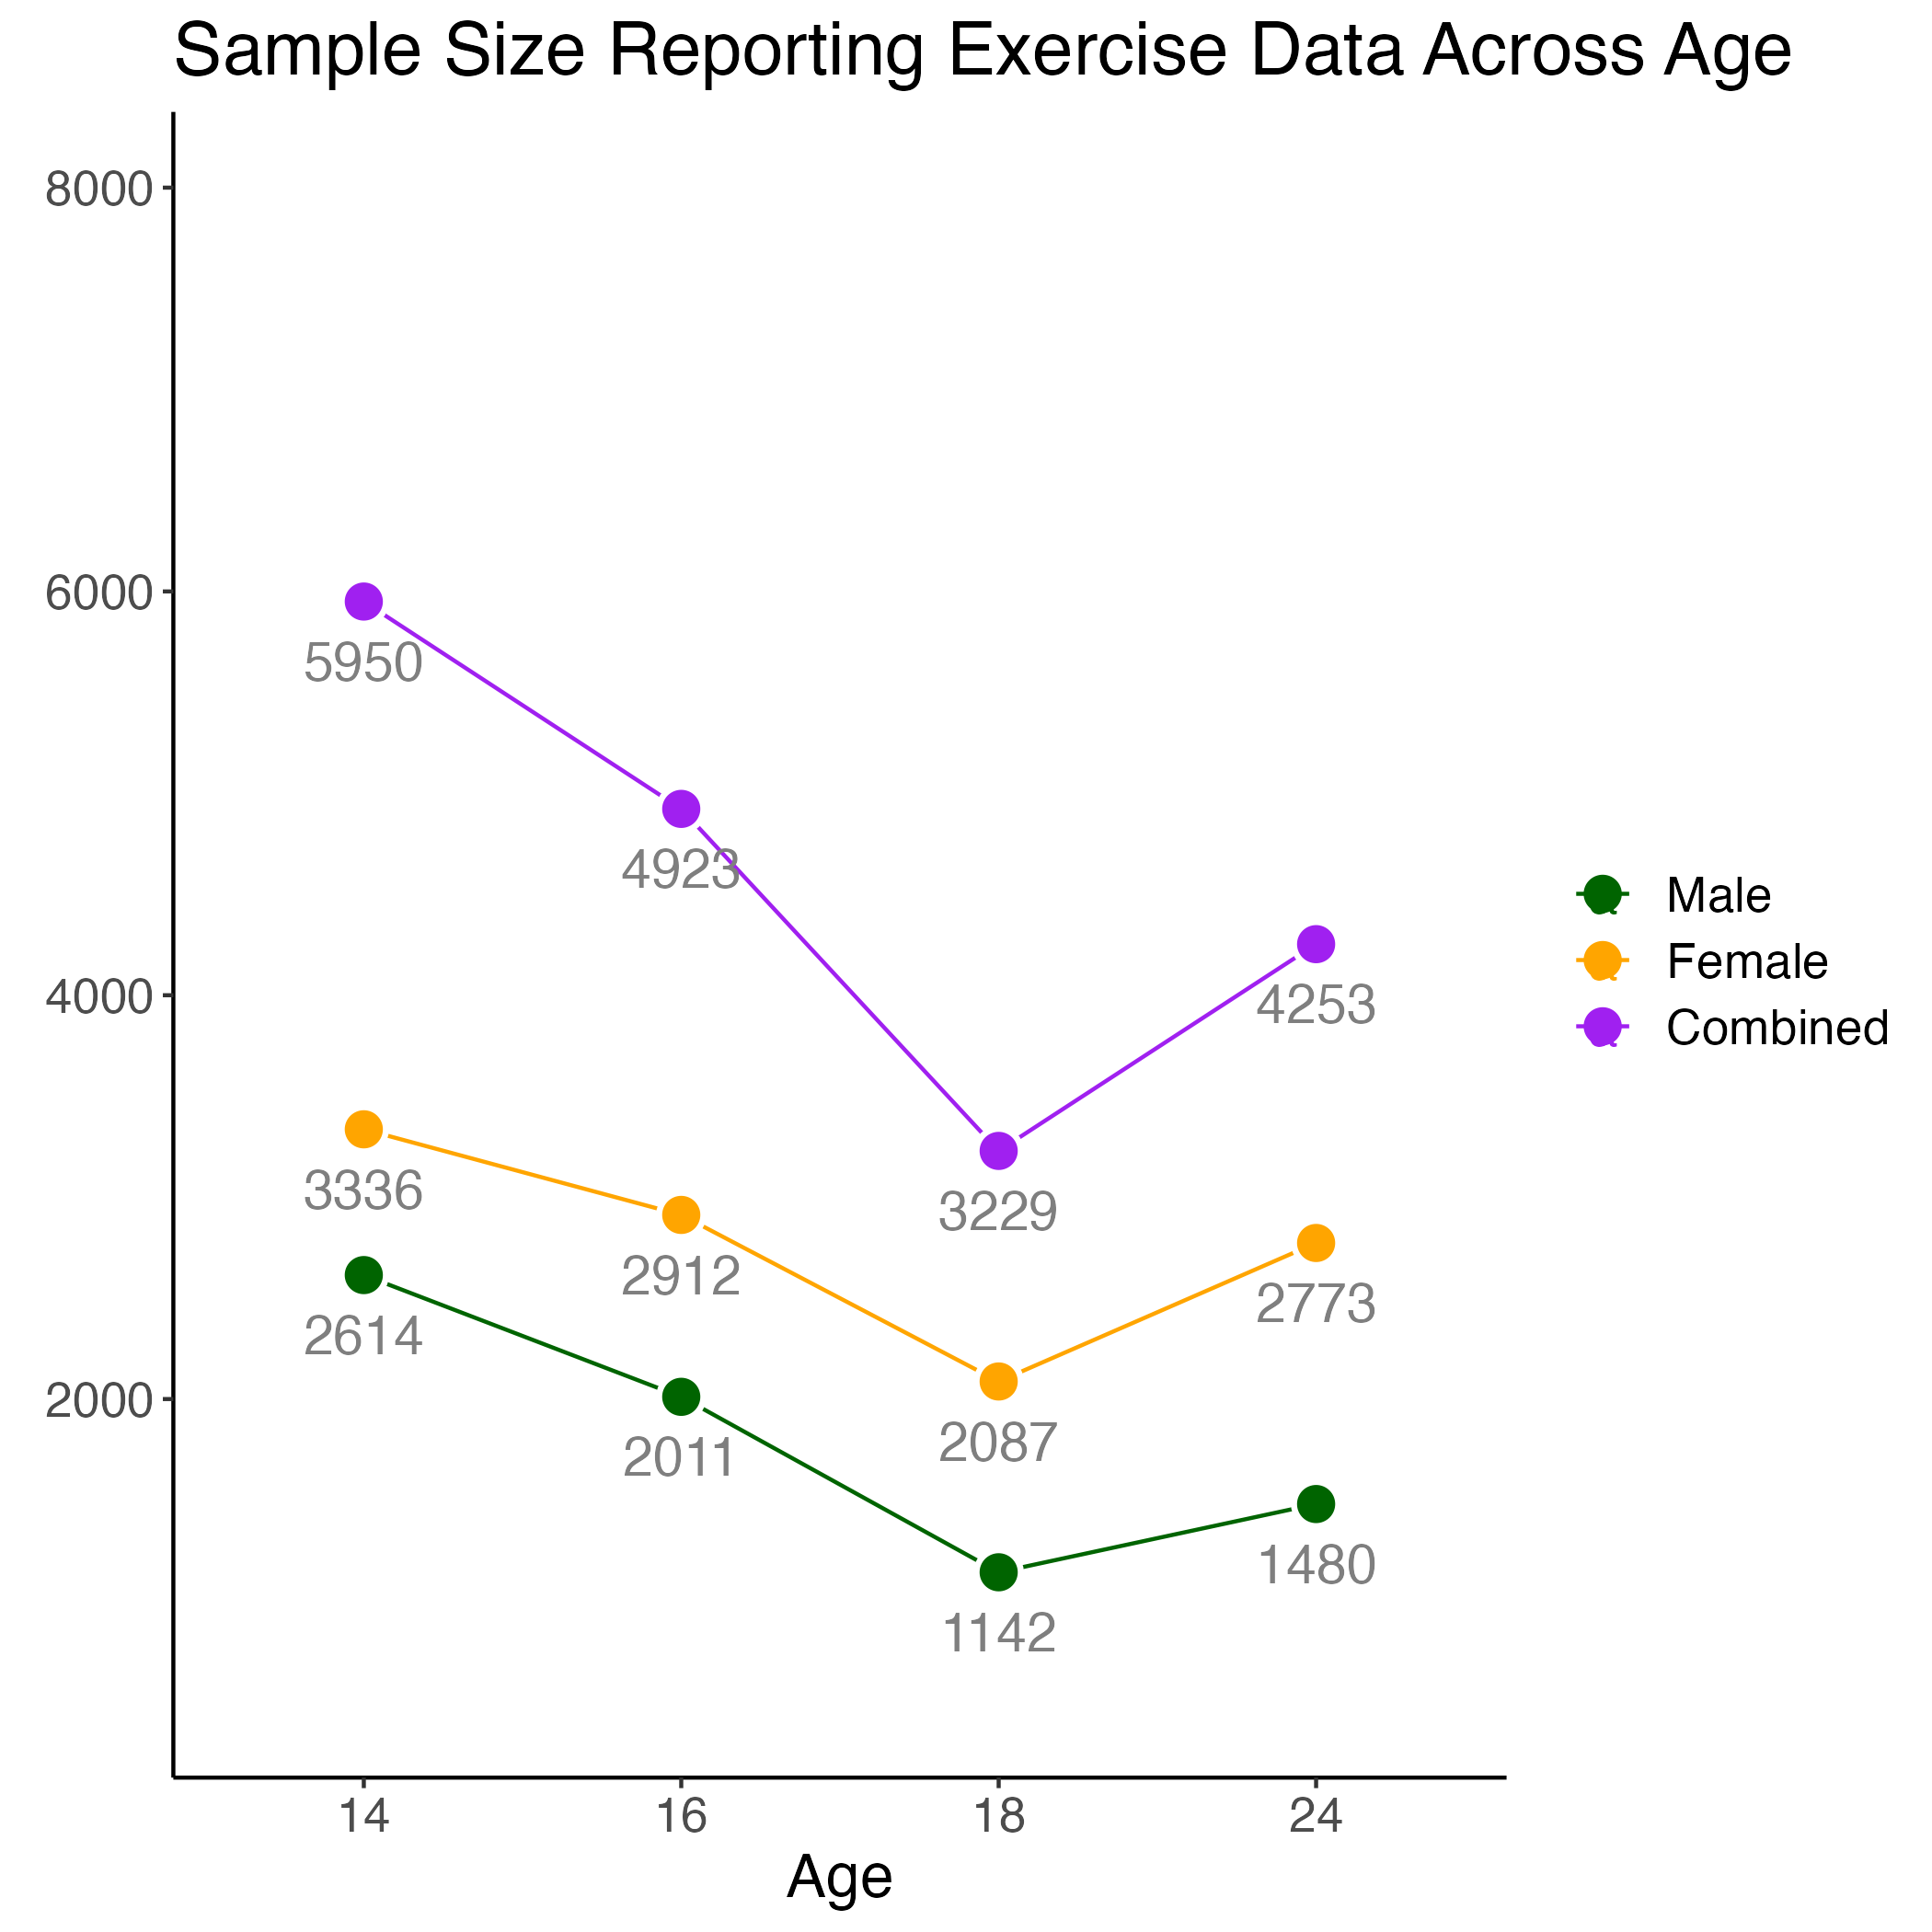 Sample Size Reporting Exercise Data Across Age
8000
6000
4000
2000
5950
4923
3229
4253
3336
2912
2087
2773
2614
2011
1142
1480
14 16 18 24
Age
Male
Female
Combined